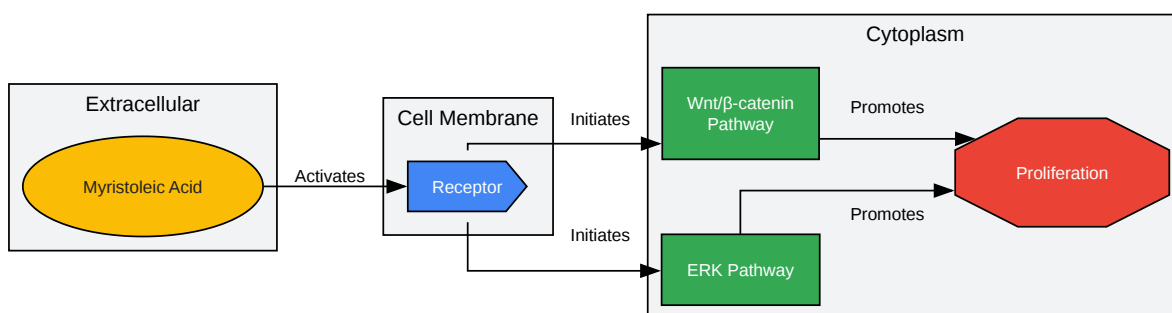 Extracellular
Myristoleic Acid
Activates
Cell Membrane
Receptor
Initiates
Initiates
Cytoplasm
Wnt/β-catenin
Pathway
Promotes
ERK Pathway
Promotes
Proliferation